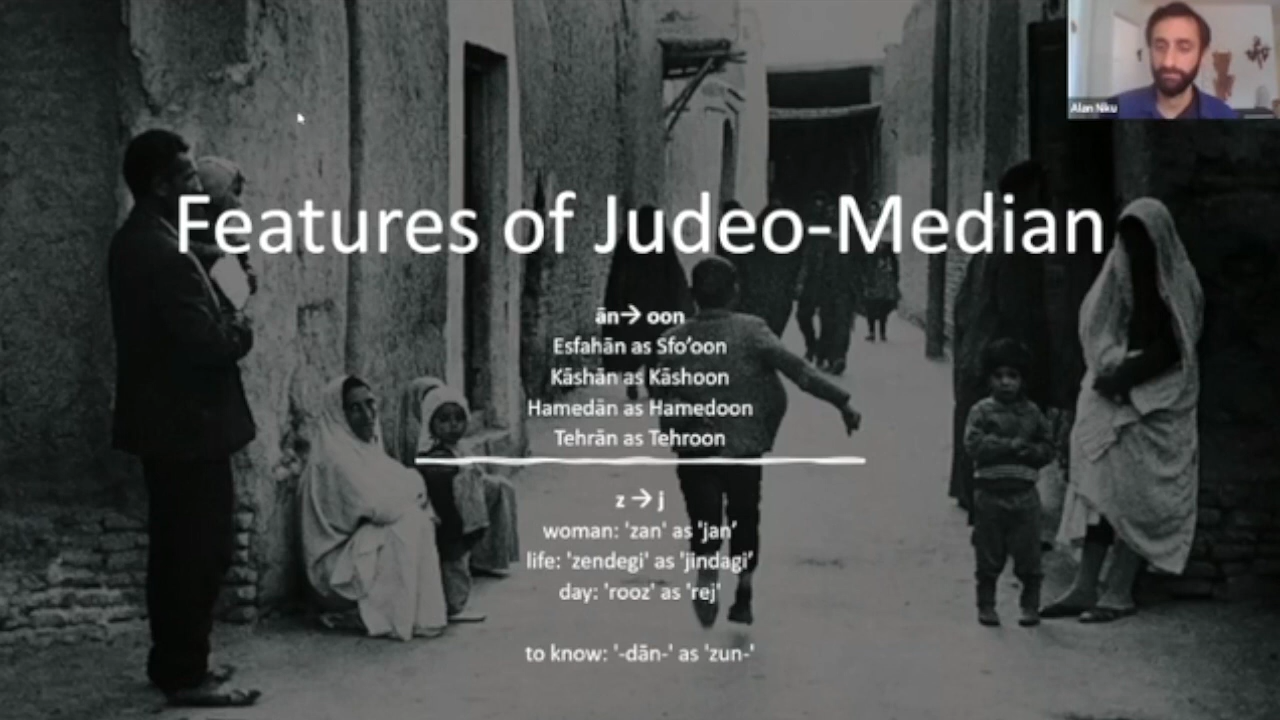 Alan Niku
Features of Judeo-Median
ān→ oon
Esfahān as Sfo’oon
Kāshān as Kāshoon
Hamedān as Hamedoon
Tehrān as Tehroon
z → j
woman: 'zan' as 'jan’
life: 'zendegi' as 'jindagi’
day: 'rooz' as 'rej'
to know: '-dān-' as 'zun-'